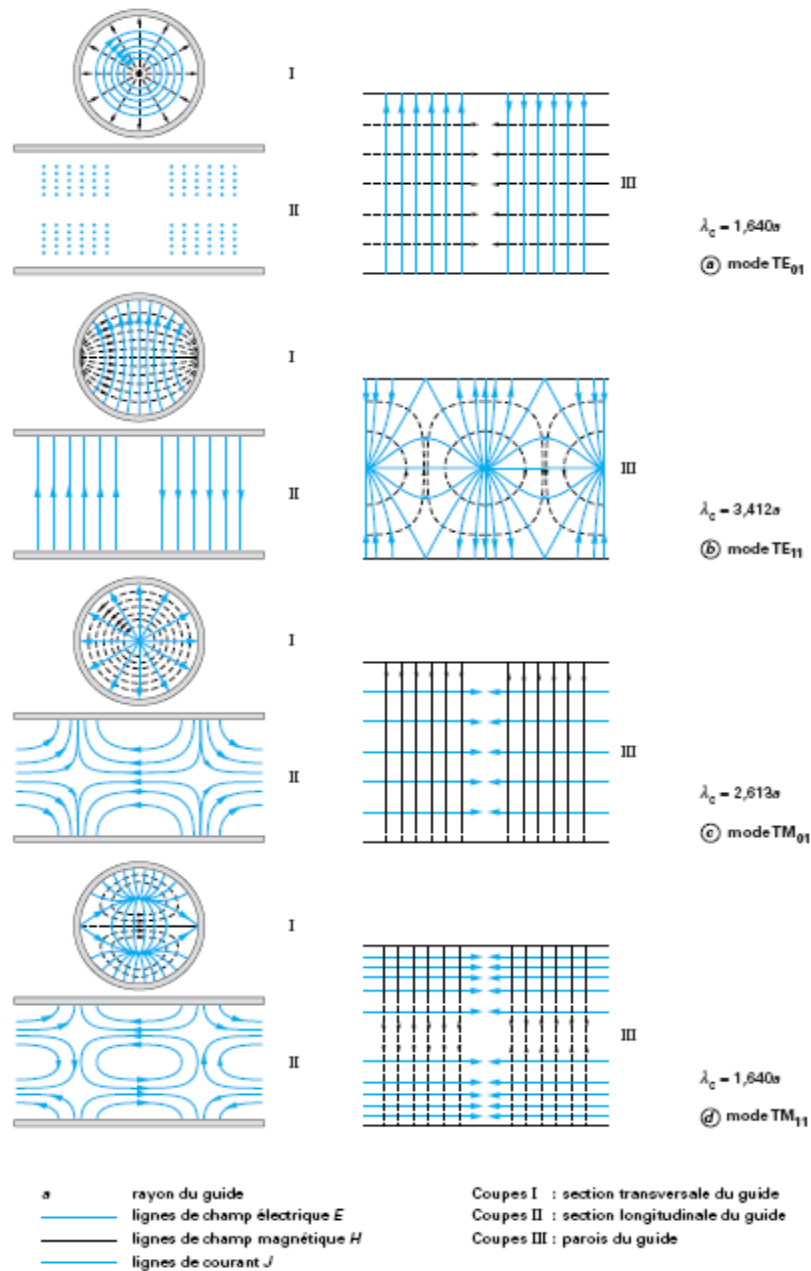 I
II
III
λc = 1,640a
a mode TE01
I
II
III
λc = 3,412a
b mode TE11
I
II
III
λc = 2,613a
c mode TM01
I
II
III
λc = 1,640a
d mode TM11
a rayon du guide
lignes de champ électrique E
lignes de champ magnétique H
lignes de courant J
Coupes I : section transversale du guide
Coupes II : section longitudinale du guide
Coupes III : parois du guide